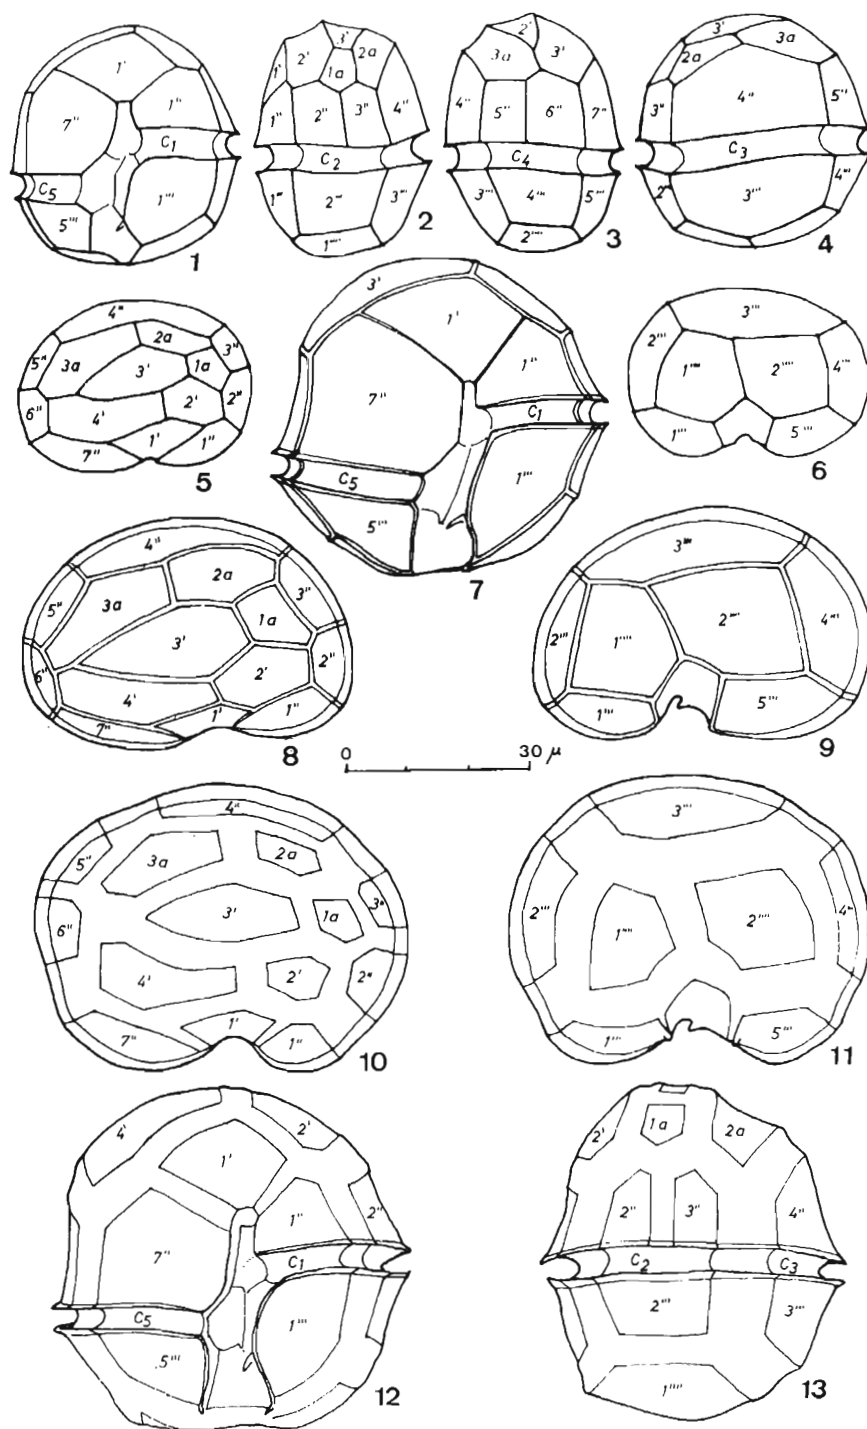 1' 7" 1" C1 C5 1''' 5''' 1
3' 2' 2a 1' 1a 1" 2" 3" 4" C2 1''' 2''' 3''' 1'''' 2
2' 3a 3' 4" 5" 6" 7" C4 3''' 4''' 5''' 2'''' 3
3' 3a 2a 3" 4" 5" C3 2''' 3''' 4''' 4
4" 2a 3" 5" 3a 3' 1a 6" 4' 2' 2" 7" 1' 1" 5
3' 1' 1" 7" C1 C5 1''' 5''' 7
3''' 2''' 1'''' 2'''' 4''' 1''' 5''' 6
4" 2a 3" 5" 3a 1a 3' 6" 4' 2' 2" 7" 1' 1" 8
3''' 2'''' 4''' 2''' 1'''' 1''' 5''' 9
0 30 μ
4" 5" 3a 2a 6" 3' 1a 3" 4' 2' 2" 7" 1' 1" 10
3''' 2''' 1'''' 2'''' 4''' 1''' 5''' 11
4' 2' 1' 1" 2" 7" C1 C5 1''' 5''' 12
2' 1a 2a 2" 3" 4" C2 C3 2''' 3''' 1'''' 13